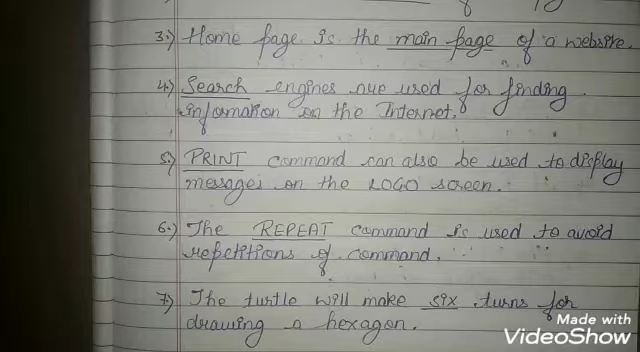 3.) Home page is the main page of a website.
4.) Search engines are used for finding
information on the Internet.
5.) PRINT command can also be used to display
messages on the LOGO screen.
6.) The REPEAT command is used to avoid
repetitions of command.
7.) The turtle will make six turns for
drawing a hexagon.
Made with
VideoShow